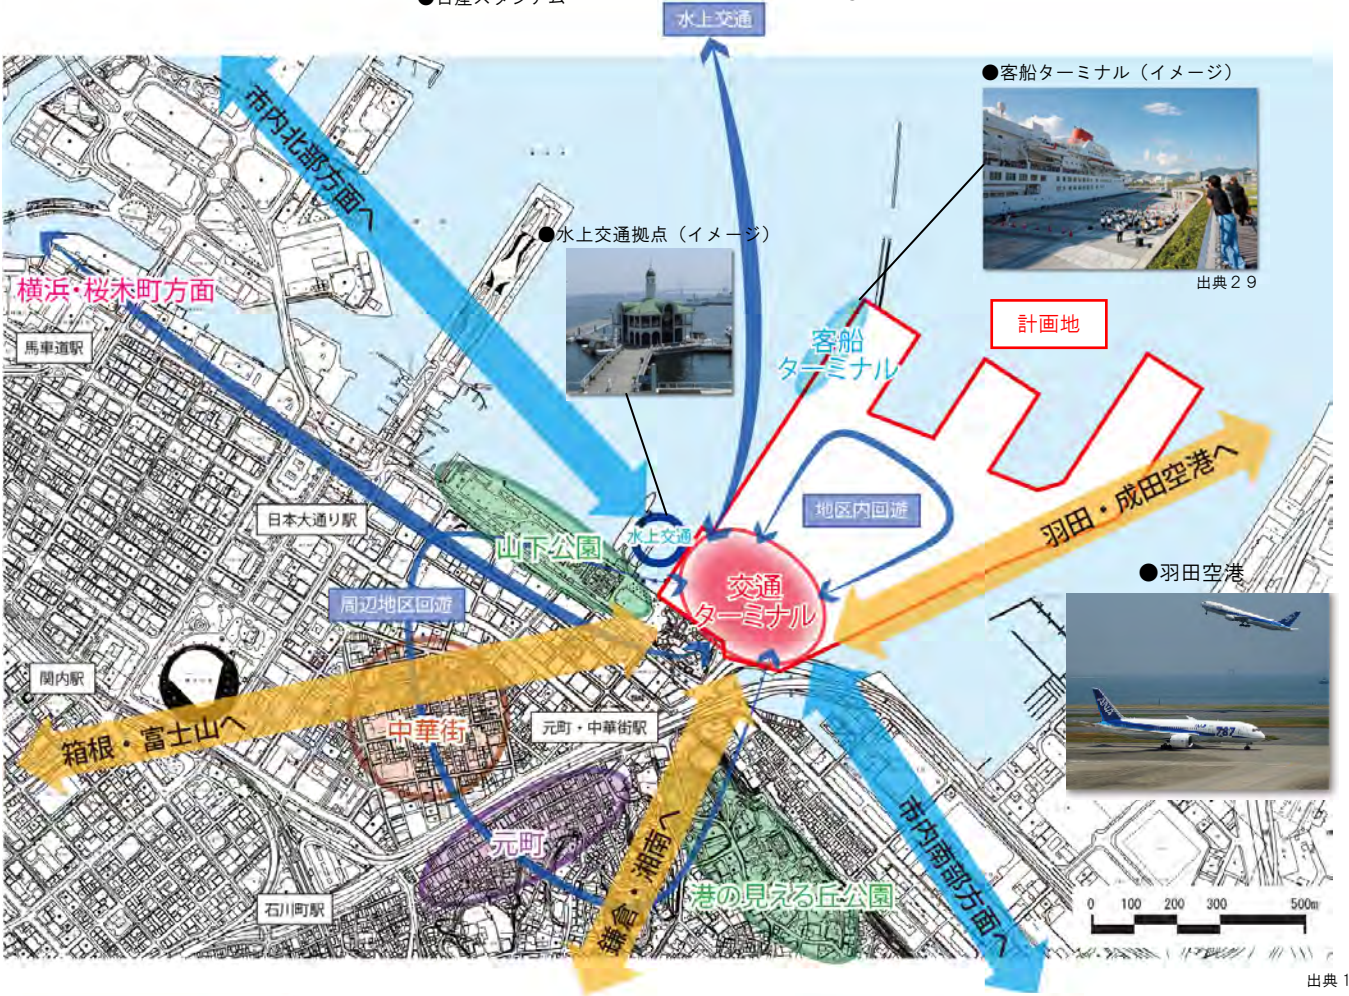 水上交通
●客船ターミナル（イメージ）
市内北部方面へ
●水上交通拠点（イメージ）
出典２９
横浜・桜木町方面
計画地
馬車道駅
客船
ターミナル
羽田・成田空港へ
地区内回遊
日本大通り駅
山下公園
水上交通
交通
ターミナル
●羽田空港
周辺地区回遊
関内駅
箱根・富士山へ
中華街
元町・中華街駅
ANA
787
元町
鎌倉・湘南へ
市内南部方面へ
港の見える丘公園
石川町駅
0 100 200 300 500m
出典１